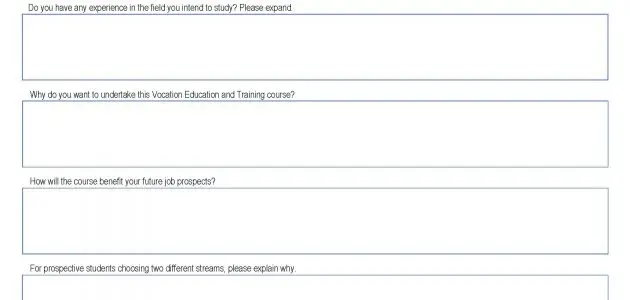 Do you have any experience in the field you intend to study? Please expand.
Why do you want to undertake this Vocation Education and Training course?
How will the course benefit your future job prospects?
For prospective students choosing two different streams, please explain why.